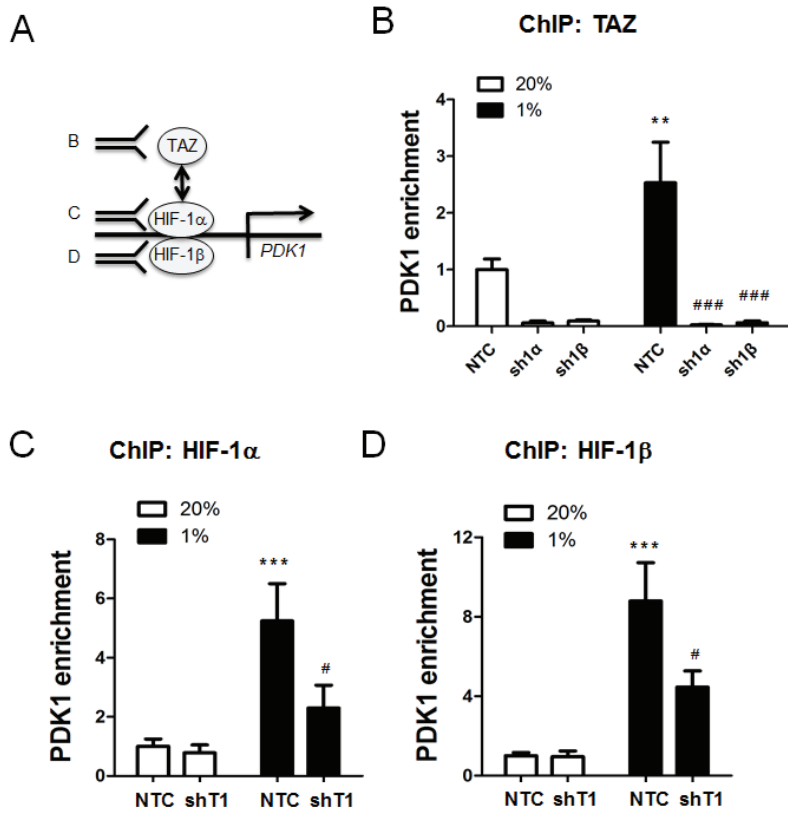 A
B
TAZ
C
HIF-1α
D
HIF-1β
PDK1
B
ChIP: TAZ
20%
1%
PDK1 enrichment
4
3
2
1
0
**
###
###
NTC
sh1α
sh1β
NTC
sh1α
sh1β
C
ChIP: HIF-1α
20%
1%
PDK1 enrichment
8
6
4
2
0
***
#
NTC shT1 NTC shT1
D
ChIP: HIF-1β
20%
1%
PDK1 enrichment
12
8
4
0
***
#
NTC shT1 NTC shT1